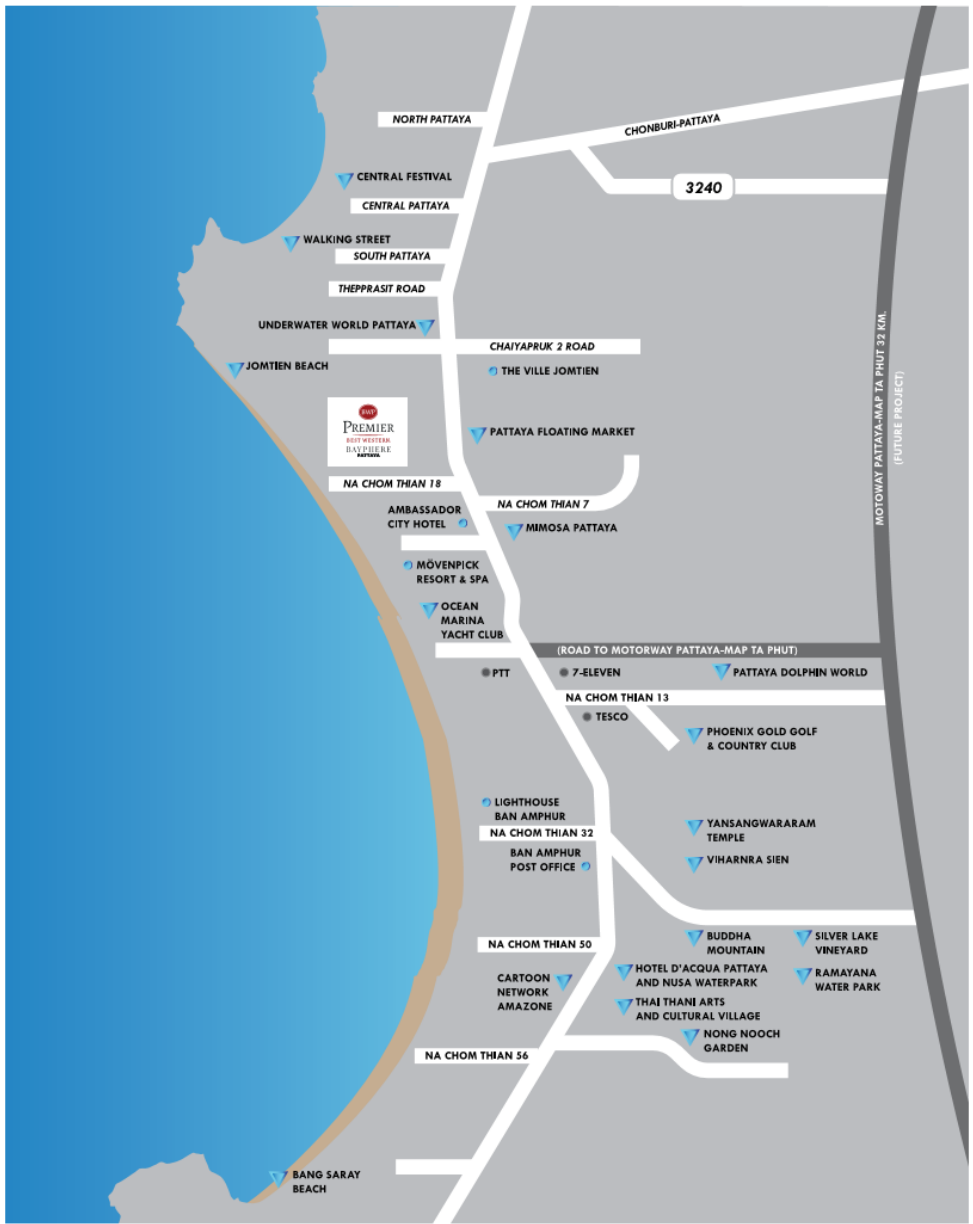 NORTH PATTAYA
CHONBURI-PATTAYA
CENTRAL FESTIVAL
3240
CENTRAL PATTAYA
WALKING STREET
SOUTH PATTAYA
THEPPRASIT ROAD
UNDERWATER WORLD PATTAYA
CHAIYAPRUK 2 ROAD
JOMTIEN BEACH
THE VILLE JOMTIEN
MOTOWAY PATTAYA-MAP TA PHUT 32 KM.
(FUTURE PROJECT)
BWP
PREMIER
BEST WESTERN
BAYPHERE
PATTAYA
PATTAYA FLOATING MARKET
NA CHOM THIAN 18
NA CHOM THIAN 7
AMBASSADOR
CITY HOTEL
MIMOSA PATTAYA
MÖVENPICK
RESORT & SPA
OCEAN
MARINA
YACHT CLUB
(ROAD TO MOTORWAY PATTAYA-MAP TA PHUT)
PTT
7-ELEVEN
PATTAYA DOLPHIN WORLD
NA CHOM THIAN 13
TESCO
PHOENIX GOLD GOLF
& COUNTRY CLUB
LIGHTHOUSE
BAN AMPHUR
NA CHOM THIAN 32
YANSANGWARARAM
TEMPLE
BAN AMPHUR
POST OFFICE
VIHARNRA SIEN
NA CHOM THIAN 50
BUDDHA
MOUNTAIN
SILVER LAKE
VINEYARD
CARTOON
NETWORK
AMAZONE
HOTEL D'ACQUA PATTAYA
AND NUSA WATERPARK
RAMAYANA
WATER PARK
THAI THANI ARTS
AND CULTURAL VILLAGE
NONG NOOCH
GARDEN
NA CHOM THIAN 56
BANG SARAY
BEACH